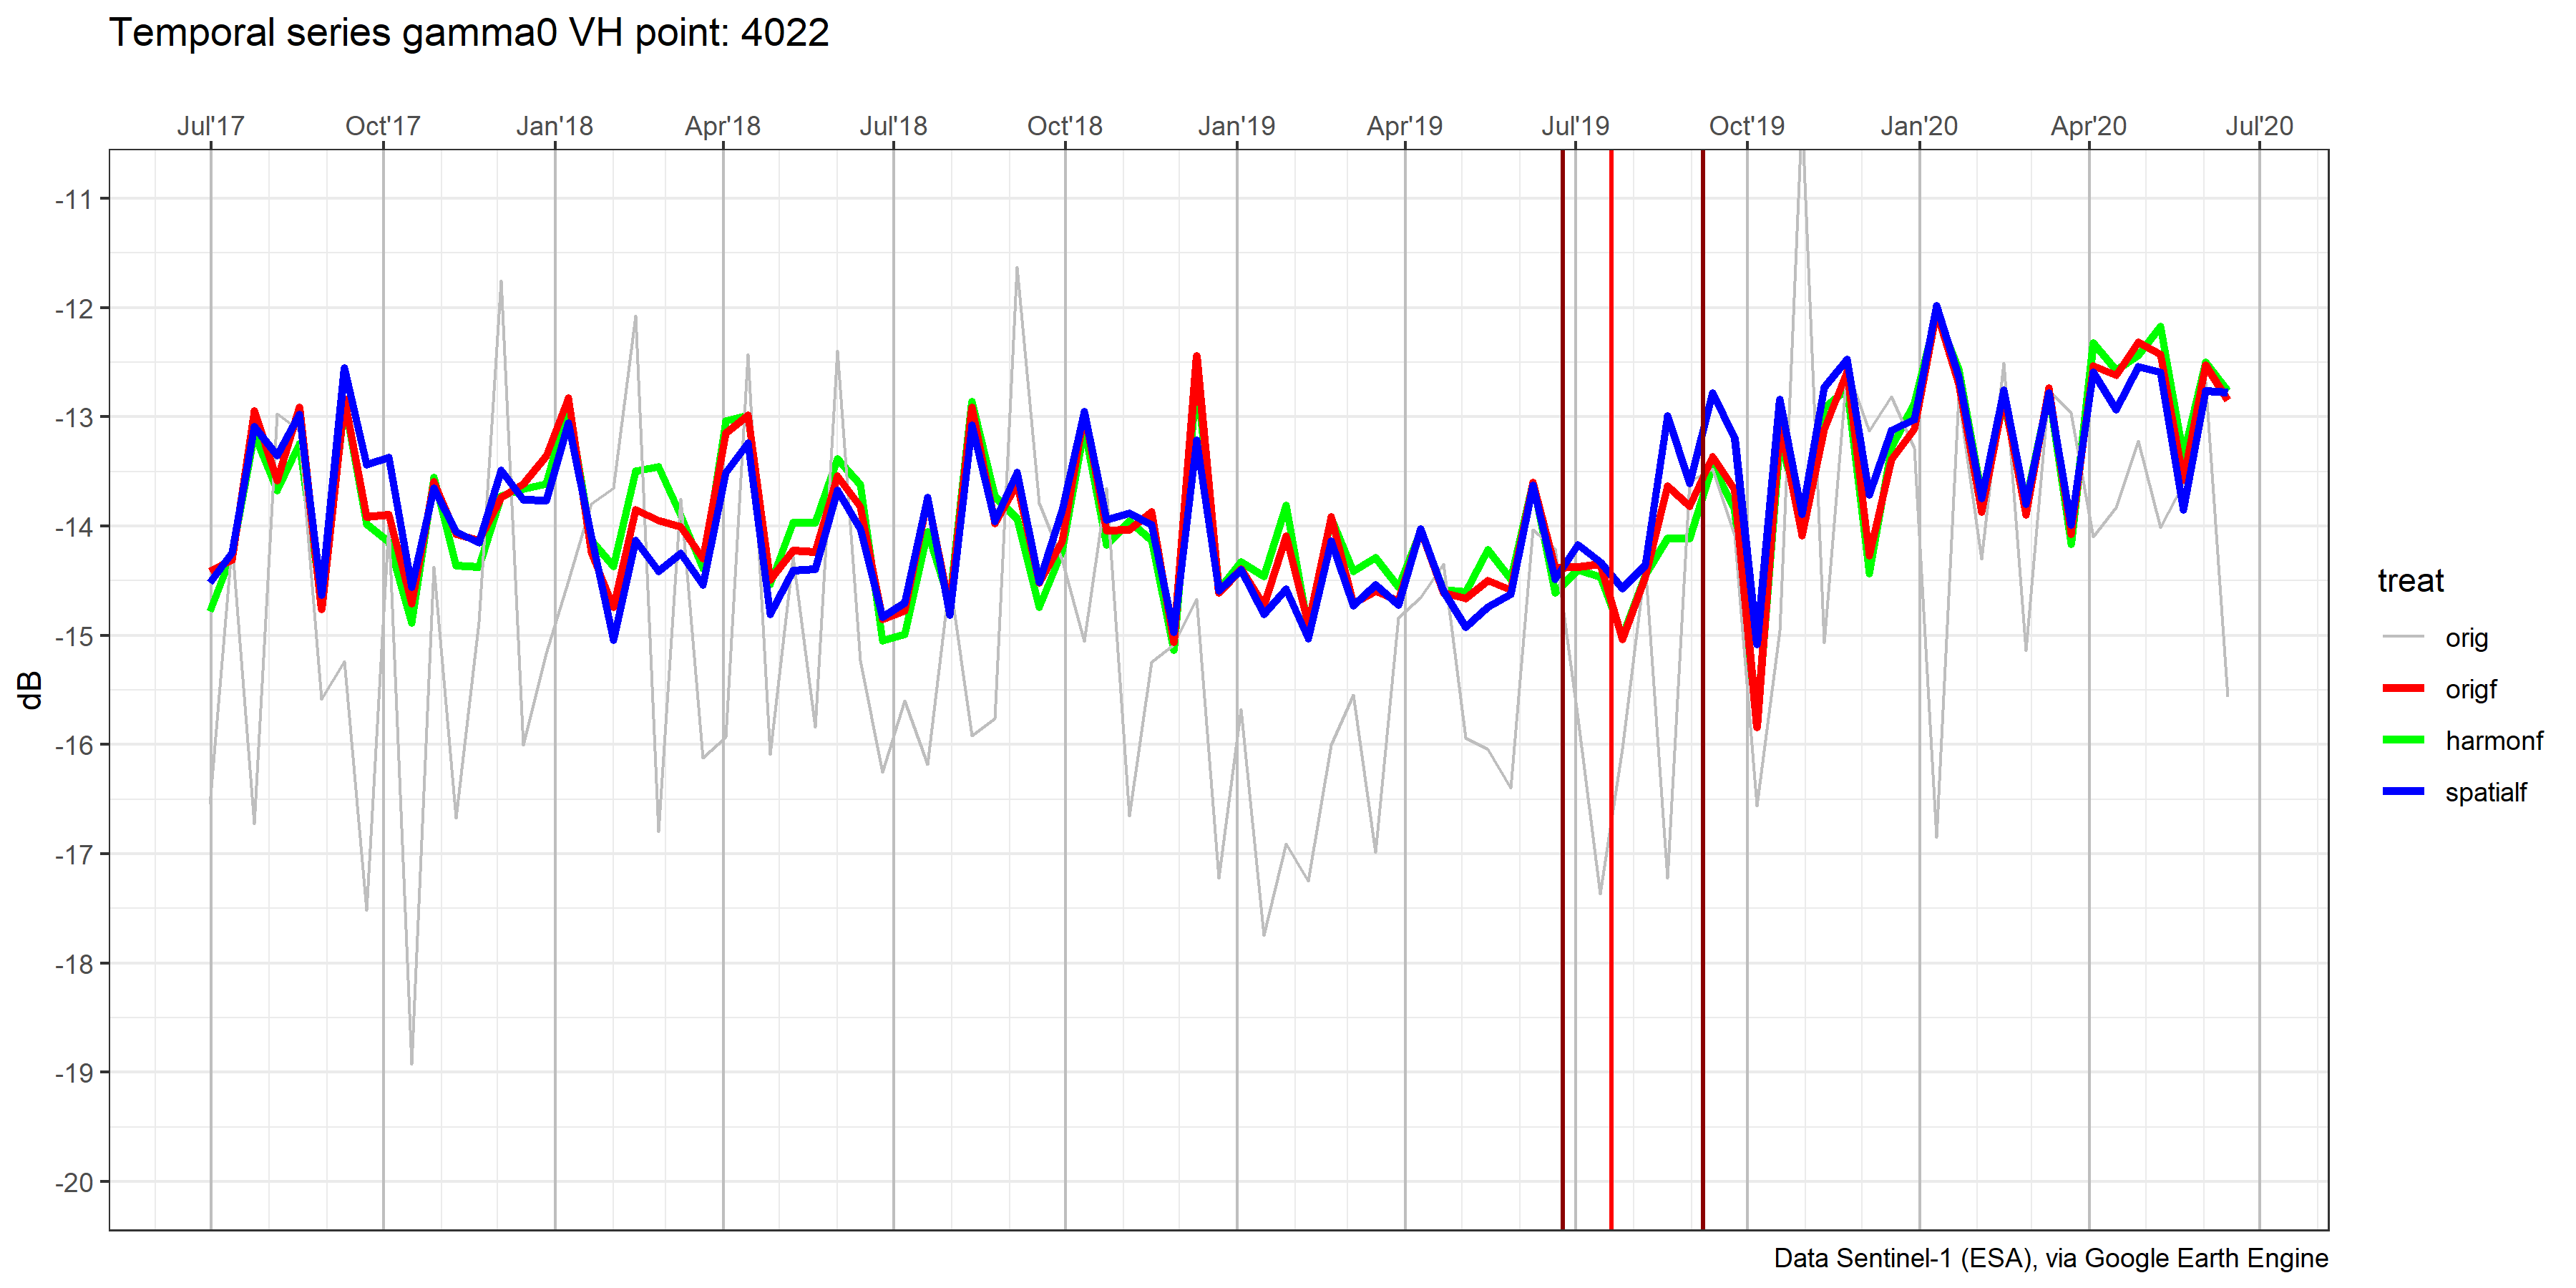 Temporal series gamma0 VH point: 4022
Jul'17 Oct'17 Jan'18 Apr'18 Jul'18 Oct'18 Jan'19 Apr'19 Jul'19 Oct'19 Jan'20 Apr'20 Jul'20
-11
-12
-13
-14
-15
-16
-17
-18
-19
-20
dB
treat
orig
origf
harmonf
spatialf
Data Sentinel-1 (ESA), via Google Earth Engine